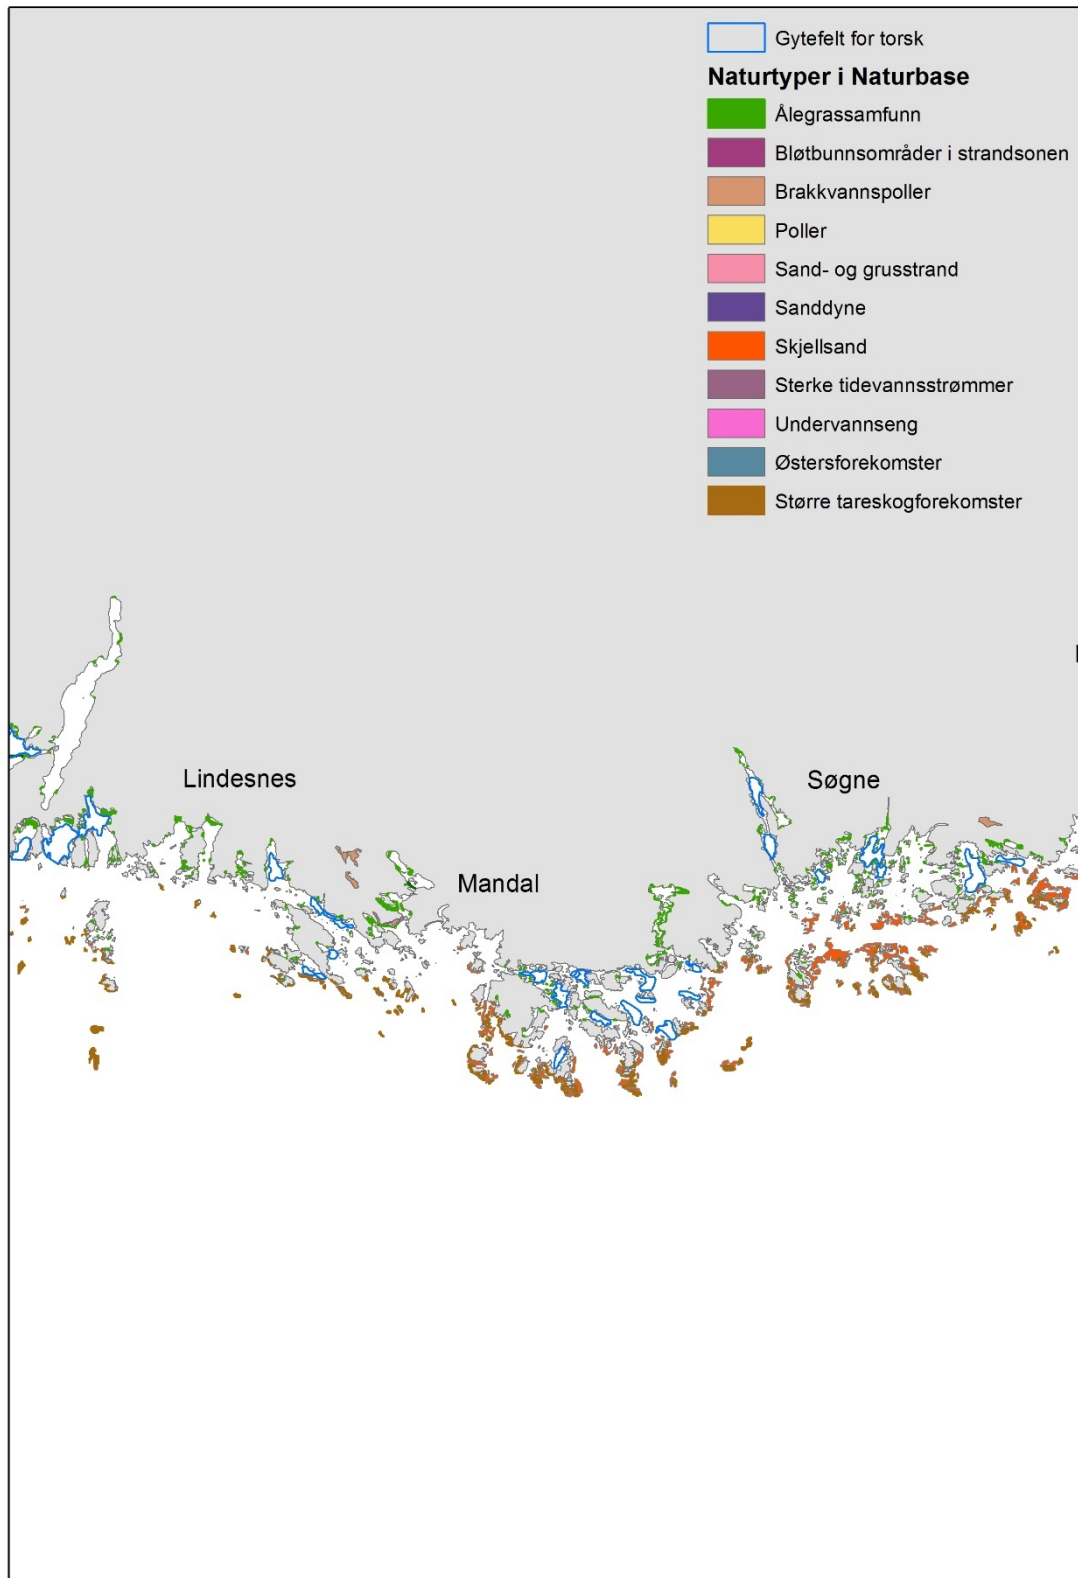 Gytefelt for torsk
Naturtyper i Naturbase
Ålegrassamfunn
Bløtbunnsområder i strandsonen
Brakkvannspoller
Poller
Sand- og grusstrand
Sanddyne
Skjellsand
Sterke tidevannsstrømmer
Undervannseng
Østersforekomster
Større tareskogforekomster
Lindesnes
Søgne
Mandal